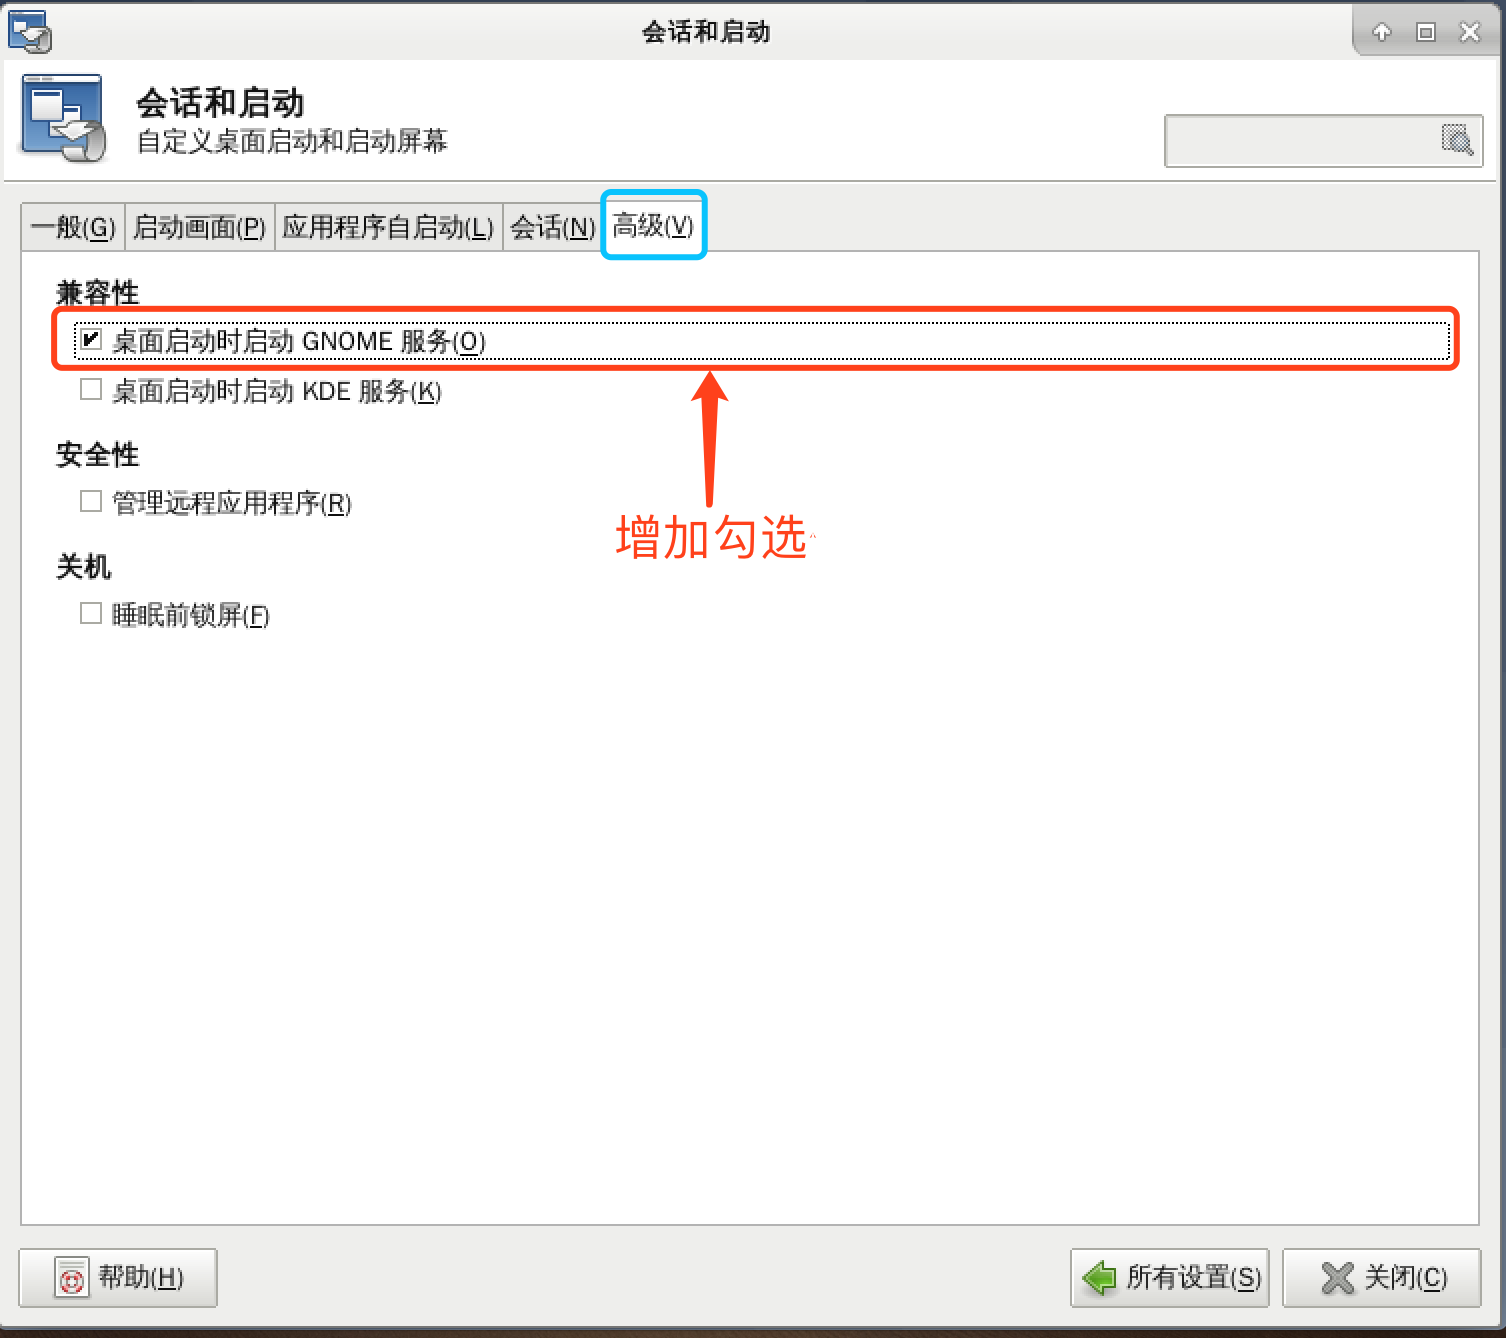 会话和启动
会话和启动
自定义桌面启动和启动屏幕
一般(G) 启动画面(P) 应用程序自启动(L) 会话(N) 高级(V)
兼容性
桌面启动时启动 GNOME 服务(O)
桌面启动时启动 KDE 服务(K)
安全性
管理远程应用程序(R)
增加勾选
关机
睡眠前锁屏(F)
帮助(H) 所有设置(S) 关闭(C)